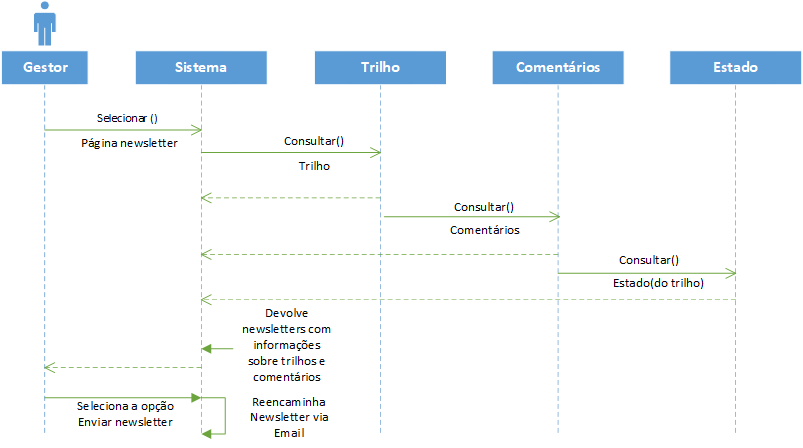 Gestor
Sistema
Trilho
Comentários
Estado
Selecionar ()
Página newsletter
Consultar()
Trilho
Consultar()
Comentários
Consultar()
Estado(do trilho)
Devolve
newsletters com
informações
sobre trilhos e
comentários
Seleciona a opção
Enviar newsletter
Reencaminha
Newsletter via
Email